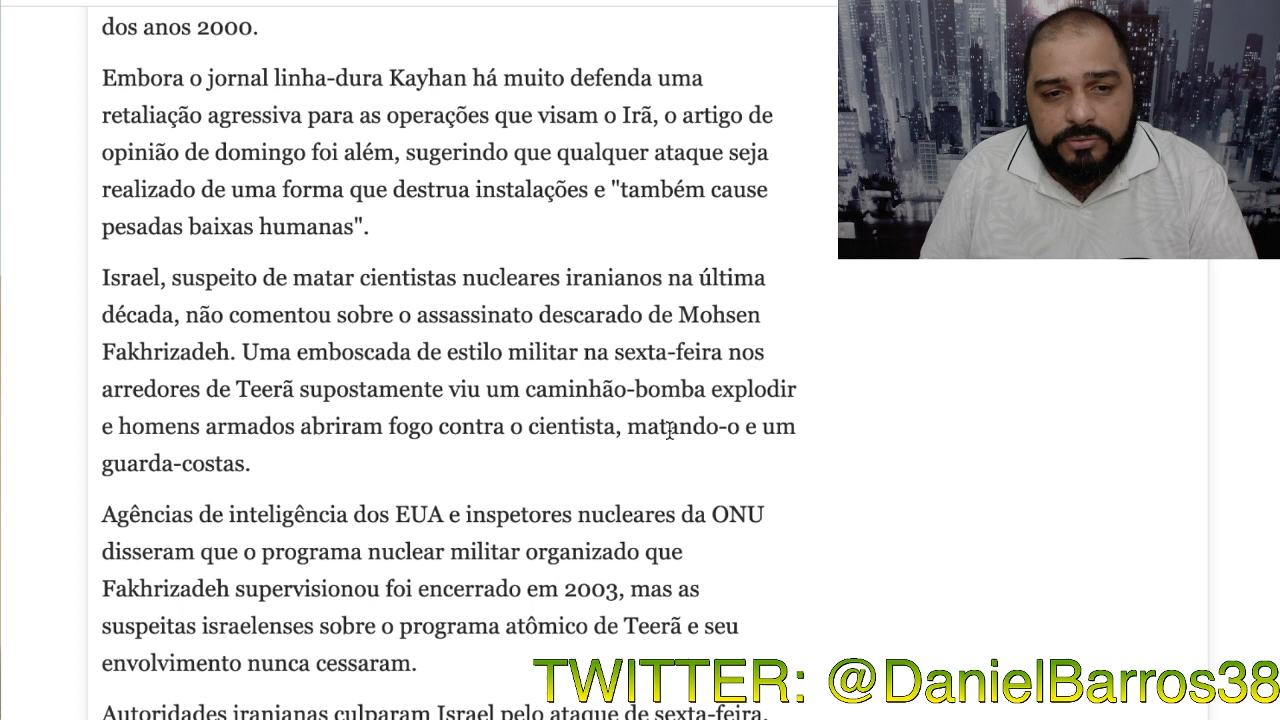 dos anos 2000.
Embora o jornal linha-dura Kayhan há muito defenda uma
retaliação agressiva para as operações que visam o Irã, o artigo de
opinião de domingo foi além, sugerindo que qualquer ataque seja
realizado de uma forma que destrua instalações e "também cause
pesadas baixas humanas".
Israel, suspeito de matar cientistas nucleares iranianos na última
década, não comentou sobre o assassinato descarado de Mohsen
Fakhrizadeh. Uma emboscada de estilo militar na sexta-feira nos
arredores de Teerã supostamente viu um caminhão-bomba explodir
e homens armados abriram fogo contra o cientista, matando-o e um
guarda-costas.
Agências de inteligência dos EUA e inspetores nucleares da ONU
disseram que o programa nuclear militar organizado que
Fakhrizadeh supervisionou foi encerrado em 2003, mas as
suspeitas israelenses sobre o programa atômico de Teerã e seu
envolvimento nunca cessaram.
Autoridades iranianas culparam Israel pelo ataque de sexta-feira,
TWITTER: @DanielBarros38